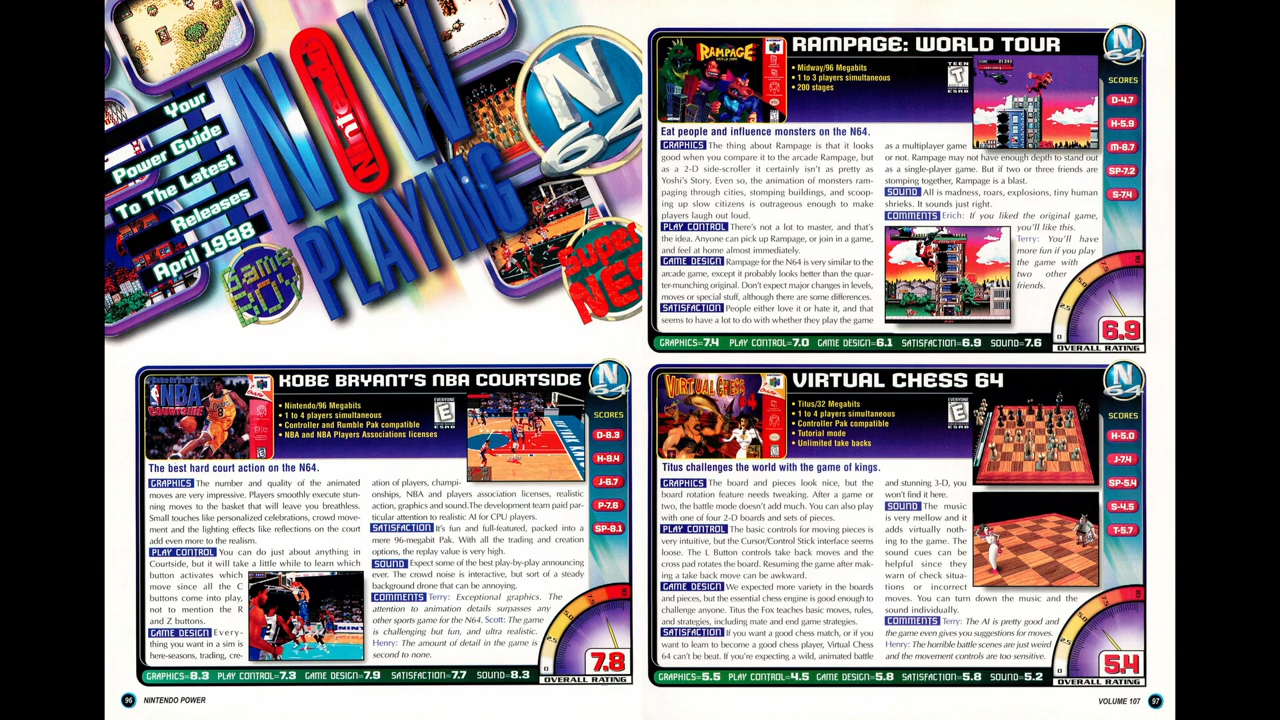 NOW
PLAYING
Your
Power Guide
To The Latest
Releases
April 1998
Game
Boy
N
64
Super
NES
RAMPAGE: WORLD TOUR
• Midway/96 Megabits
• 1 to 3 players simultaneous
• 200 stages
TEEN
T
ESRB
N
64
SCORES
D-4.7
H-5.9
M-8.7
SP-7.2
S-7.4
Eat people and influence monsters on the N64.
GRAPHICS The thing about Rampage is that it looks
good when you compare it to the arcade Rampage, but
as a 2-D side-scroller it certainly isn't as pretty as
Yoshi's Story. Even so, the animation of monsters ram-
paging through cities, stomping buildings, and scoop-
ing up slow citizens is outrageous enough to make
players laugh out loud.
PLAY CONTROL There's not a lot to master, and that's
the idea. Anyone can pick up Rampage, or join in a game,
and feel at home almost immediately.
GAME DESIGN Rampage for the N64 is very similar to the
arcade game, except it probably looks better than the quar-
ter-munching original. Don't expect major changes in levels,
moves or special stuff, although there are some differences.
SATISFACTION People either love it or hate it, and that
seems to have a lot to do with whether they play the game
as a multiplayer game
or not. Rampage may not have enough depth to stand out
as a single-player game. But if two or three friends are
stomping together, Rampage is a blast.
SOUND All is madness, roars, explosions, tiny human
shrieks. It sounds just right.
COMMENTS Erich: If you liked the original game,
you'll like this.
Terry: You'll have
more fun if you play
the game with
two other
friends.
6.9
OVERALL RATING
GRAPHICS=7.4 PLAY CONTROL=7.0 GAME DESIGN=6.1 SATISFACTION=6.9 SOUND=7.6
KOBE BRYANT'S NBA COURTSIDE
• Nintendo/96 Megabits
• 1 to 4 players simultaneous
• Controller and Rumble Pak compatible
• NBA and NBA Players Associations licenses
EVERYONE
E
ESRB
N
64
SCORES
D-8.3
H-8.4
J-6.7
P-7.6
SP-8.1
The best hard court action on the N64.
GRAPHICS The number and quality of the animated
moves are very impressive. Players smoothly execute stun-
ning moves to the basket that will leave you breathless.
Small touches like personalized celebrations, crowd move-
ment and the lighting effects like reflections on the court
add even more to the realism.
PLAY CONTROL You can do just about anything in
Courtside, but it will take a little while to learn which
button activates which
move since all the C
buttons come into play,
not to mention the R
and Z buttons.
GAME DESIGN Every-
thing you want in a sim is
here-seasons, trading, cre-
ation of players, champi-
onships, NBA and players association licenses, realistic
action, graphics and sound.The development team paid par-
ticular attention to realistic AI for CPU players.
SATISFACTION It's fun and full-featured, packed into a
mere 96-megabit Pak. With all the trading and creation
options, the replay value is very high.
SOUND Expect some of the best play-by-play announcing
ever. The crowd noise is interactive, but sort of a steady
background drone that can be annoying.
COMMENTS Terry: Exceptional graphics. The
attention to animation details surpasses any
other sports game for the N64. Scott: The game
is challenging but fun, and ultra realistic.
Henry: The amount of detail in the game is
second to none.
7.8
OVERALL RATING
GRAPHICS=8.3 PLAY CONTROL=7.3 GAME DESIGN=7.9 SATISFACTION=7.7 SOUND=8.3
VIRTUAL CHESS 64
• Titus/32 Megabits
• 1 to 4 players simultaneous
• Controller Pak compatible
• Tutorial mode
• Unlimited take backs
EVERYONE
E
ESRB
N
64
SCORES
H-5.0
J-7.4
SP-5.4
S-4.5
T-5.7
Titus challenges the world with the game of kings.
GRAPHICS The board and pieces look nice, but the
board rotation feature needs tweaking. After a game or
two, the battle mode doesn't add much. You can also play
with one of four 2-D boards and sets of pieces.
PLAY CONTROL The basic controls for moving pieces is
very intuitive, but the Cursor/Control Stick interface seems
loose. The L Button controls take back moves and the
cross pad rotates the board. Resuming the game after mak-
ing a take back move can be awkward.
GAME DESIGN We expected more variety in the boards
and pieces, but the essential chess engine is good enough to
challenge anyone. Titus the Fox teaches basic moves, rules,
and strategies, including mate and end game strategies.
SATISFACTION If you want a good chess match, or if you
want to learn to become a good chess player, Virtual Chess
64 can't be beat. If you're expecting a wild, animated battle
and stunning 3-D, you
won't find it here.
SOUND The music
is very mellow and it
adds virtually noth-
ing to the game. The
sound cues can be
helpful since they
warn of check situa-
tions or incorrect
moves. You can turn down the music and the
sound individually.
COMMENTS Terry: The AI is pretty good and
the game even gives you suggestions for moves.
Henry: The horrible battle scenes are just weird
and the movement controls are too sensitive.
5.4
OVERALL RATING
GRAPHICS=5.5 PLAY CONTROL=4.5 GAME DESIGN=5.8 SATISFACTION=5.8 SOUND=5.2
96 NINTENDO POWER
VOLUME 107 97